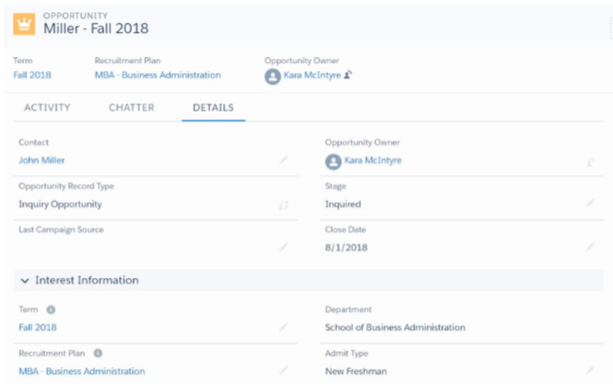 OPPORTUNITY
Miller - Fall 2018
Term Recruitment Plan Opportunity Owner
Fall 2018 MBA - Business Administration Kara McIntyre
ACTIVITY CHATTER DETAILS
Contact Opportunity Owner
John Miller Kara McIntyre
Opportunity Record Type Stage
Inquiry Opportunity Inquired
Last Campaign Source Close Date
8/1/2018
Interest Information
Term Department
Fall 2018 School of Business Administration
Recruitment Plan Admit Type
MBA - Business Administration New Freshman